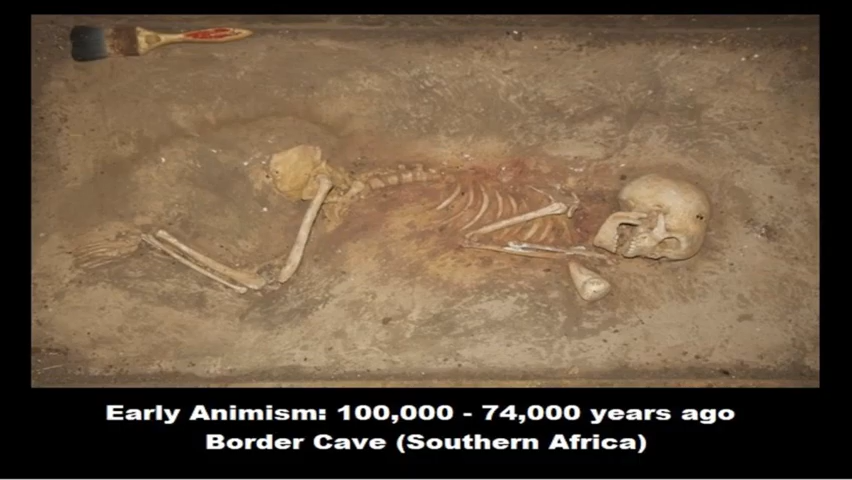 Early Animism: 100,000 - 74,000 years ago
Border Cave (Southern Africa)